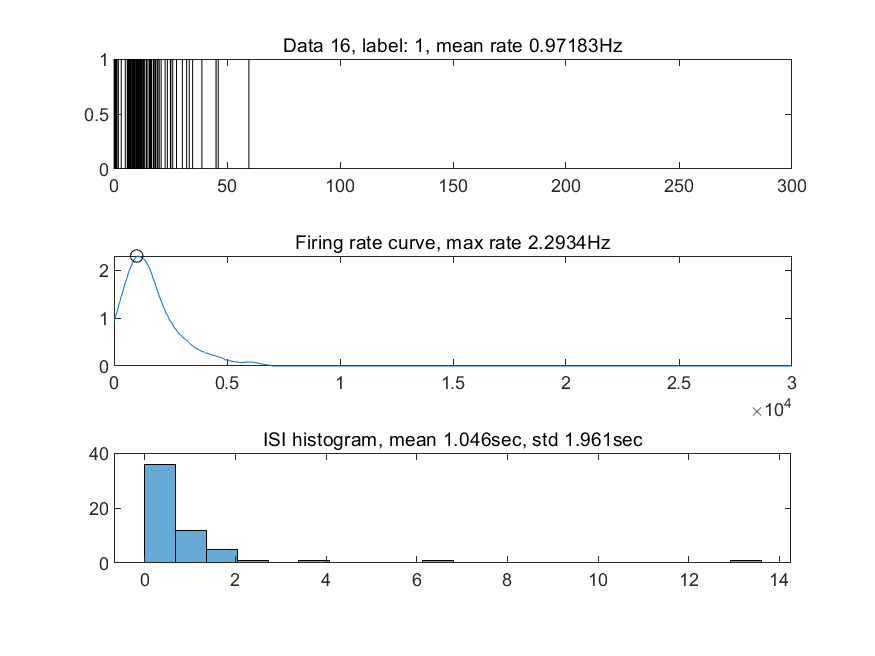 Data 16, label: 1, mean rate 0.97183Hz
1
0.5
0
0 50 100 150 200 250 300
Firing rate curve, max rate 2.2934Hz
2
1
0
0 0.5 1 1.5 2 2.5 3
×10⁴
ISI histogram, mean 1.046sec, std 1.961sec
40
20
0
0 2 4 6 8 10 12 14